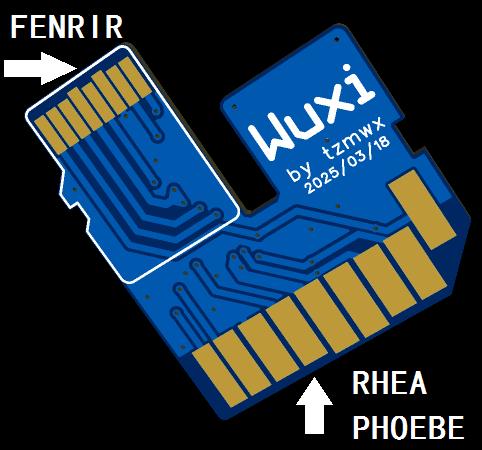 FENRIR
Wuxi
by tzmwx
2025/03/18
RHEA
PHOEBE